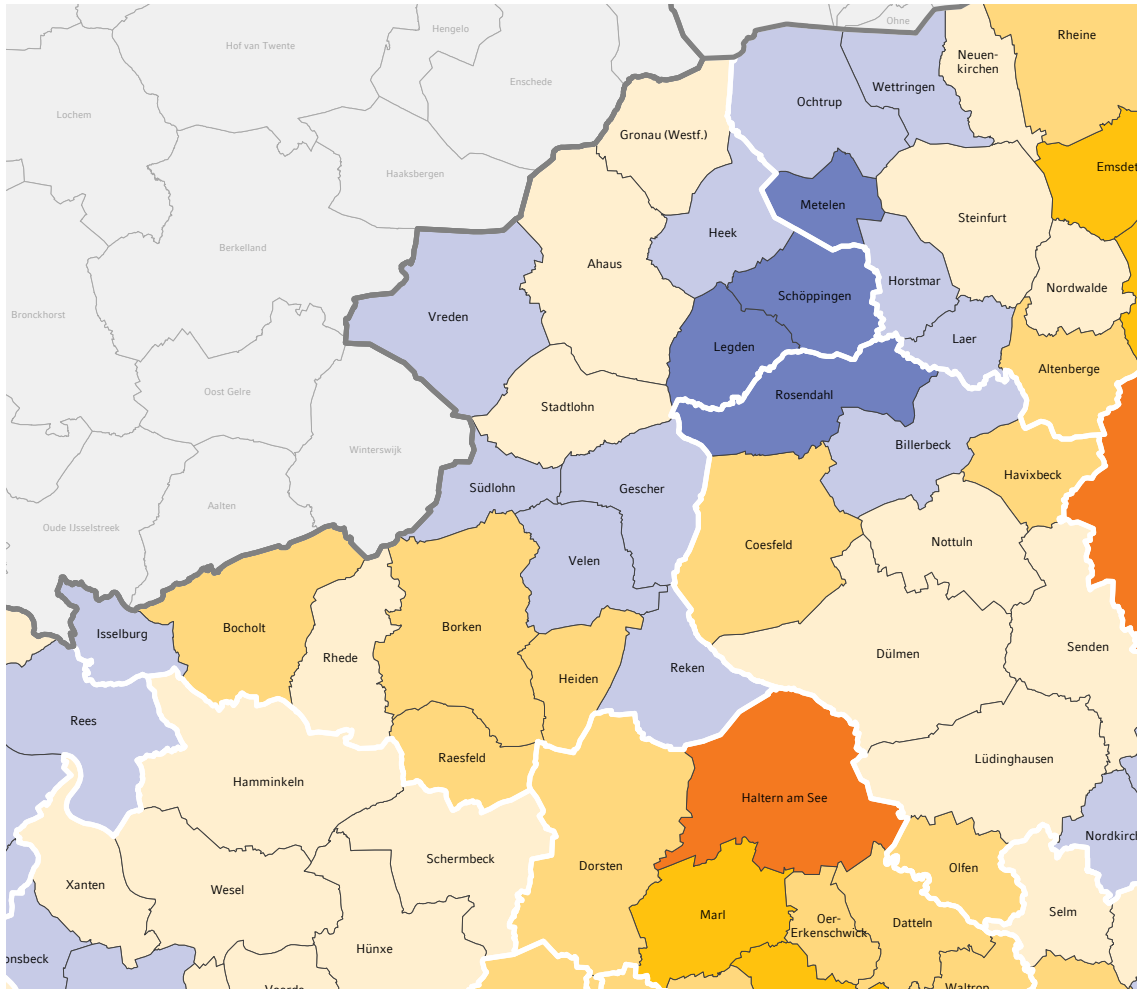 Ohne
Hengelo
Rheine
Hof van Twente
Neuen-
kirchen
Enschede
Wettringen
Ochtrup
Lochem
Gronau (Westf.)
Emsdet
Haaksbergen
Metelen
Steinfurt
Heek
Berkelland
Ahaus
Horstmar
Nordwalde
Schöppingen
Bronckhorst
Vreden
Laer
Legden
Altenberge
Oost Gelre
Rosendahl
Stadtlohn
Billerbeck
Winterswijk
Havixbeck
Südlohn
Gescher
Aalten
Oude IJsselstreek
Coesfeld
Nottuln
Velen
Isselburg
Bocholt
Borken
Senden
Rhede
Dülmen
Reken
Heiden
Rees
Raesfeld
Lüdinghausen
Hamminkeln
Haltern am See
Nordkirch
Schermbeck
Dorsten
Olfen
Xanten
Wesel
Selm
Marl
Oer-
Erkenschwick
Datteln
Hünxe
onsbeck
Voerde
Waltrop